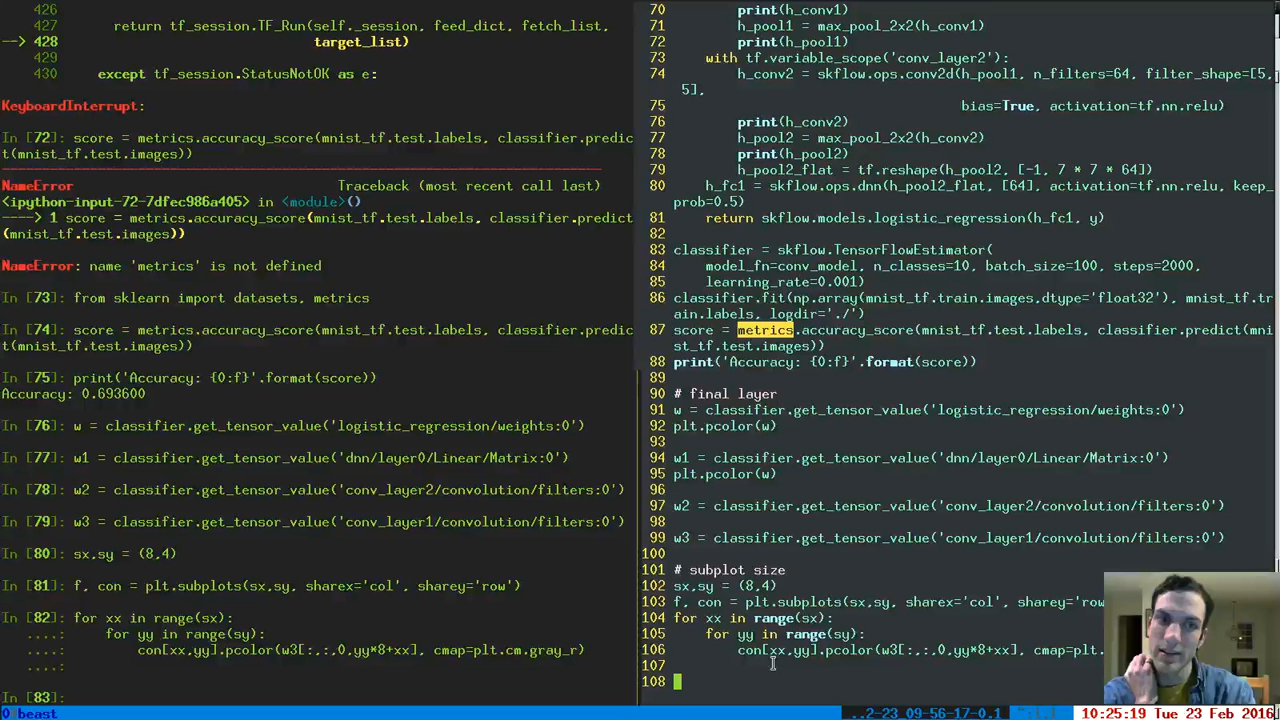 426
427         return tf_session.TF_Run(self._session, feed_dict, fetch_list,
--> 428                                  target_list)
429
430       except tf_session.StatusNotOK as e:
KeyboardInterrupt:
In [72]: score = metrics.accuracy_score(mnist_tf.test.labels, classifier.predic
t(mnist_tf.test.images))
NameError                                 Traceback (most recent call last)
<ipython-input-72-7dfec986a405> in <module>()
----> 1 score = metrics.accuracy_score(mnist_tf.test.labels, classifier.predict
(mnist_tf.test.images))
NameError: name 'metrics' is not defined
In [73]: from sklearn import datasets, metrics
In [74]: score = metrics.accuracy_score(mnist_tf.test.labels, classifier.predic
t(mnist_tf.test.images))
In [75]: print('Accuracy: {0:f}'.format(score))
Accuracy: 0.693600
In [76]: w = classifier.get_tensor_value('logistic_regression/weights:0')
In [77]: w1 = classifier.get_tensor_value('dnn/layer0/Linear/Matrix:0')
In [78]: w2 = classifier.get_tensor_value('conv_layer2/convolution/filters:0')
In [79]: w3 = classifier.get_tensor_value('conv_layer1/convolution/filters:0')
In [80]: sx,sy = (8,4)
In [81]: f, con = plt.subplots(sx,sy, sharex='col', sharey='row')
In [82]: for xx in range(sx):
   ....:     for yy in range(sy):
   ....:         con[xx,yy].pcolor(w3[:,:,0,yy*8+xx], cmap=plt.cm.gray_r)
   ....:
In [83]:
70         print(h_conv1)
71         h_pool1 = max_pool_2x2(h_conv1)
72         print(h_pool1)
73     with tf.variable_scope('conv_layer2'):
74         h_conv2 = skflow.ops.conv2d(h_pool1, n_filters=64, filter_shape=[5,
5],
75                                     bias=True, activation=tf.nn.relu)
76         print(h_conv2)
77         h_pool2 = max_pool_2x2(h_conv2)
78         print(h_pool2)
79         h_pool2_flat = tf.reshape(h_pool2, [-1, 7 * 7 * 64])
80     h_fc1 = skflow.ops.dnn(h_pool2_flat, [64], activation=tf.nn.relu, keep_
prob=0.5)
81     return skflow.models.logistic_regression(h_fc1, y)
82
83 classifier = skflow.TensorFlowEstimator(
84     model_fn=conv_model, n_classes=10, batch_size=100, steps=2000,
85     learning_rate=0.001)
86 classifier.fit(np.array(mnist_tf.train.images,dtype='float32'), mnist_tf.tr
ain.labels, logdir='./')
87 score = metrics.accuracy_score(mnist_tf.test.labels, classifier.predict(mni
st_tf.test.images))
88 print('Accuracy: {0:f}'.format(score))
89
90 # final layer
91 w = classifier.get_tensor_value('logistic_regression/weights:0')
92 plt.pcolor(w)
93
94 w1 = classifier.get_tensor_value('dnn/layer0/Linear/Matrix:0')
95 plt.pcolor(w)
96
97 w2 = classifier.get_tensor_value('conv_layer2/convolution/filters:0')
98
99 w3 = classifier.get_tensor_value('conv_layer1/convolution/filters:0')
100
101 # subplot size
102 sx,sy = (8,4)
103 f, con = plt.subplots(sx,sy, sharex='col', sharey='row
104 for xx in range(sx):
105     for yy in range(sy):
106         con[xx,yy].pcolor(w3[:,:,0,yy*8+xx], cmap=plt.
107
108
0 beast
..2-23_09-56-17-0.1
10:25:19 Tue 23 Feb 2016